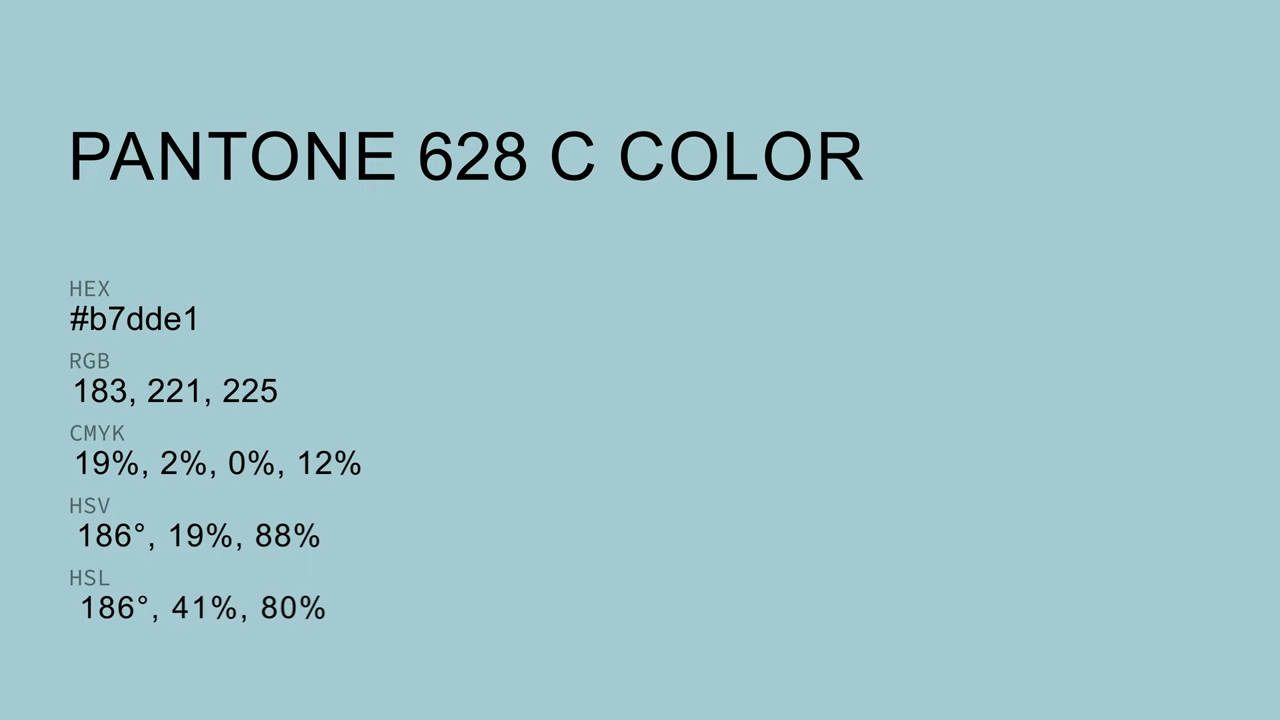 PANTONE 628 C COLOR
HEX
#b7dde1
RGB
183, 221, 225
CMYK
19%, 2%, 0%, 12%
HSV
186°, 19%, 88%
HSL
186°, 41%, 80%